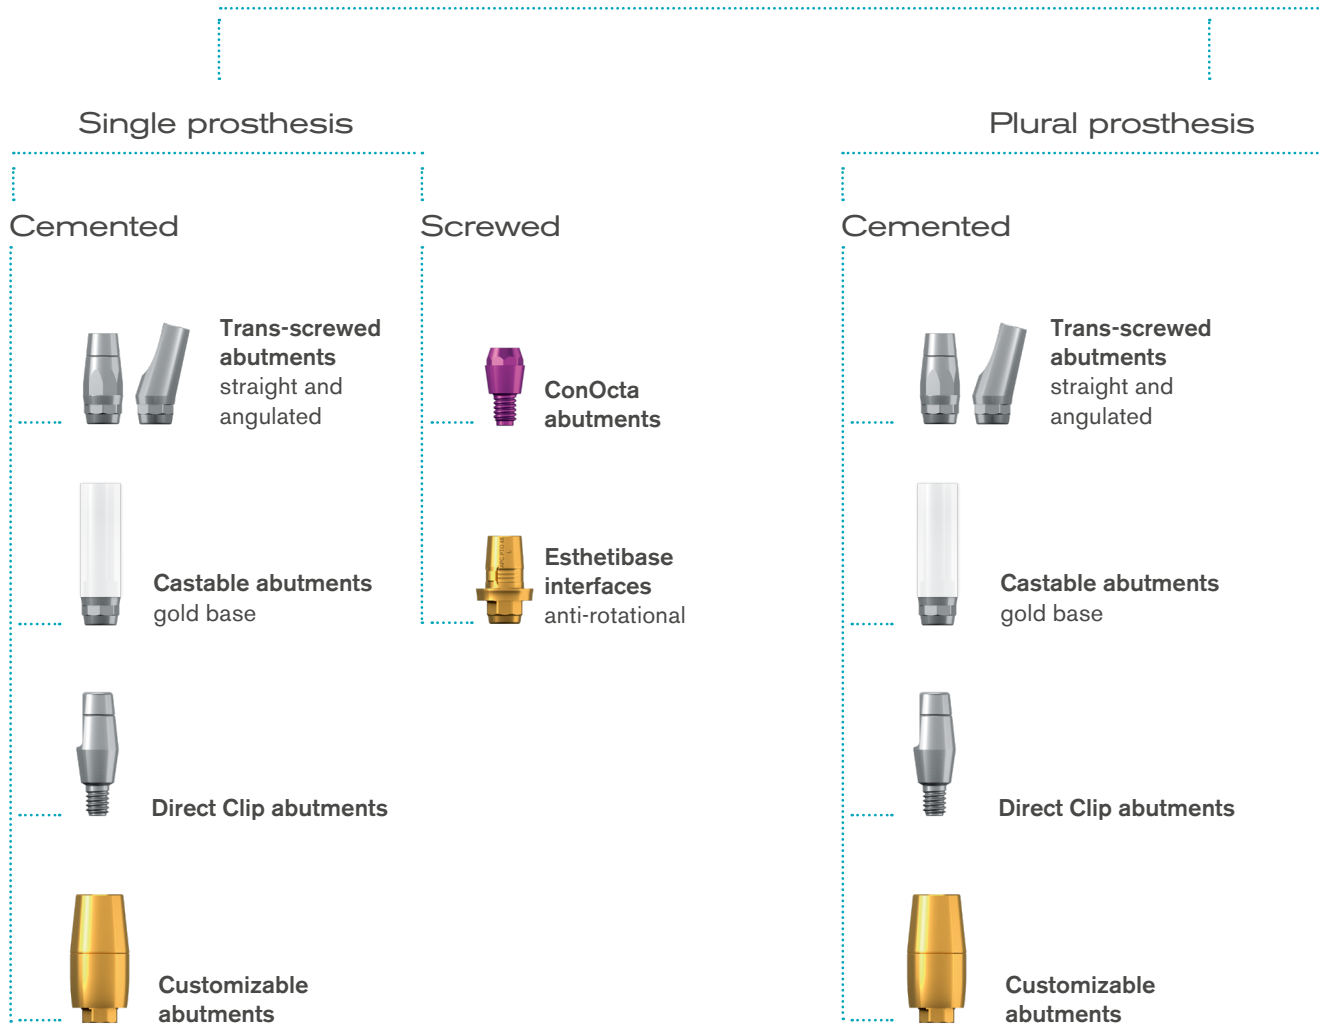 Single prosthesis
Plural prosthesis
Cemented
Screwed
Cemented
Trans-screwed
abutments
straight and
angulated
Castable abutments
gold base
Direct Clip abutments
Customizable
abutments
ConOcta
abutments
Esthetibase
interfaces
anti-rotational
Trans-screwed
abutments
straight and
angulated
Castable abutments
gold base
Direct Clip abutments
Customizable
abutments